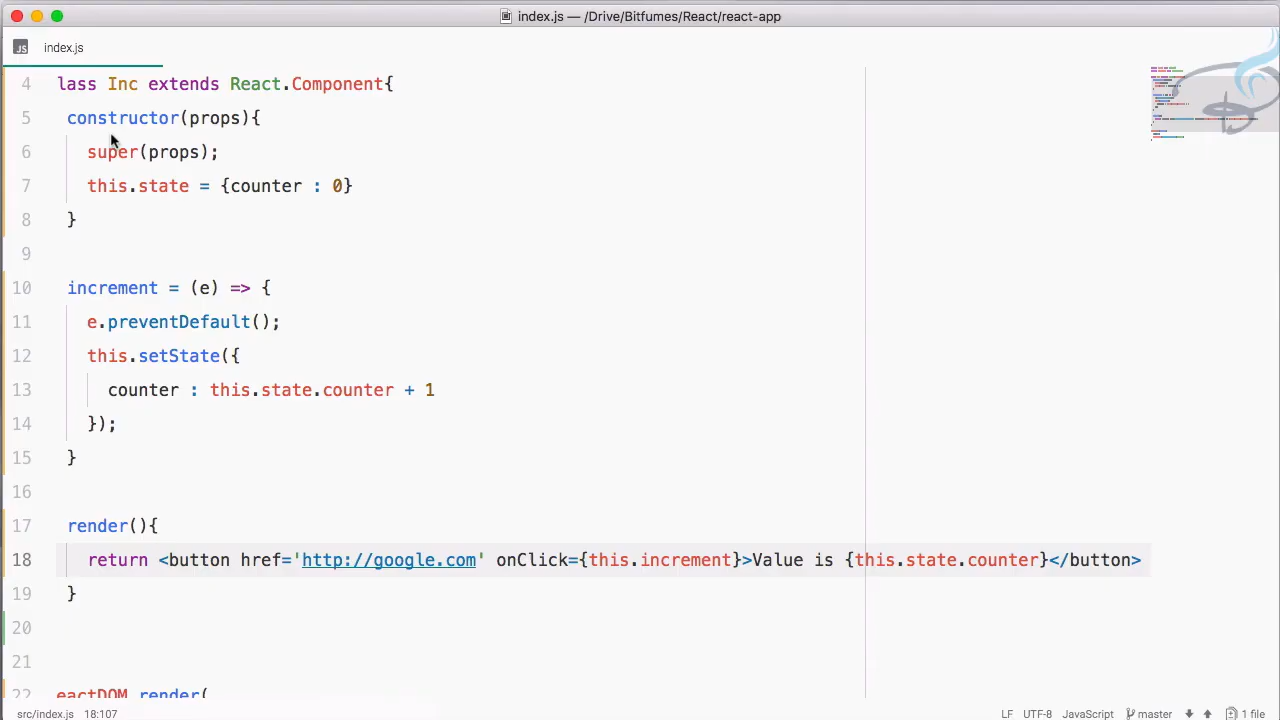 index.js — /Drive/Bitfumes/React/react-app
JS index.js
4 lass Inc extends React.Component{
5 constructor(props){
6 super(props);
7 this.state = {counter : 0}
8 }
9
10 increment = (e) => {
11 e.preventDefault();
12 this.setState({
13 counter : this.state.counter + 1
14 });
15 }
16
17 render(){
18 return <button href='http://google.com' onClick={this.increment}>Value is {this.state.counter}</button>
19 }
20
21
22 eactDOM.render(
src/index.js 18:107 LF UTF-8 JavaScript master 1 file